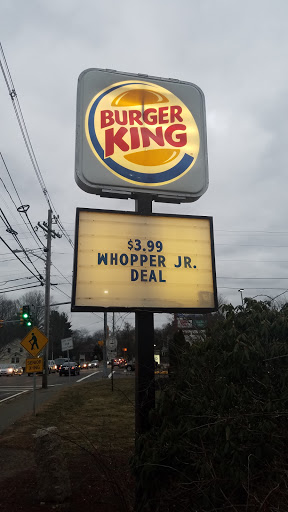 BURGER
KING
$3.99
WHOPPER JR.
DEAL